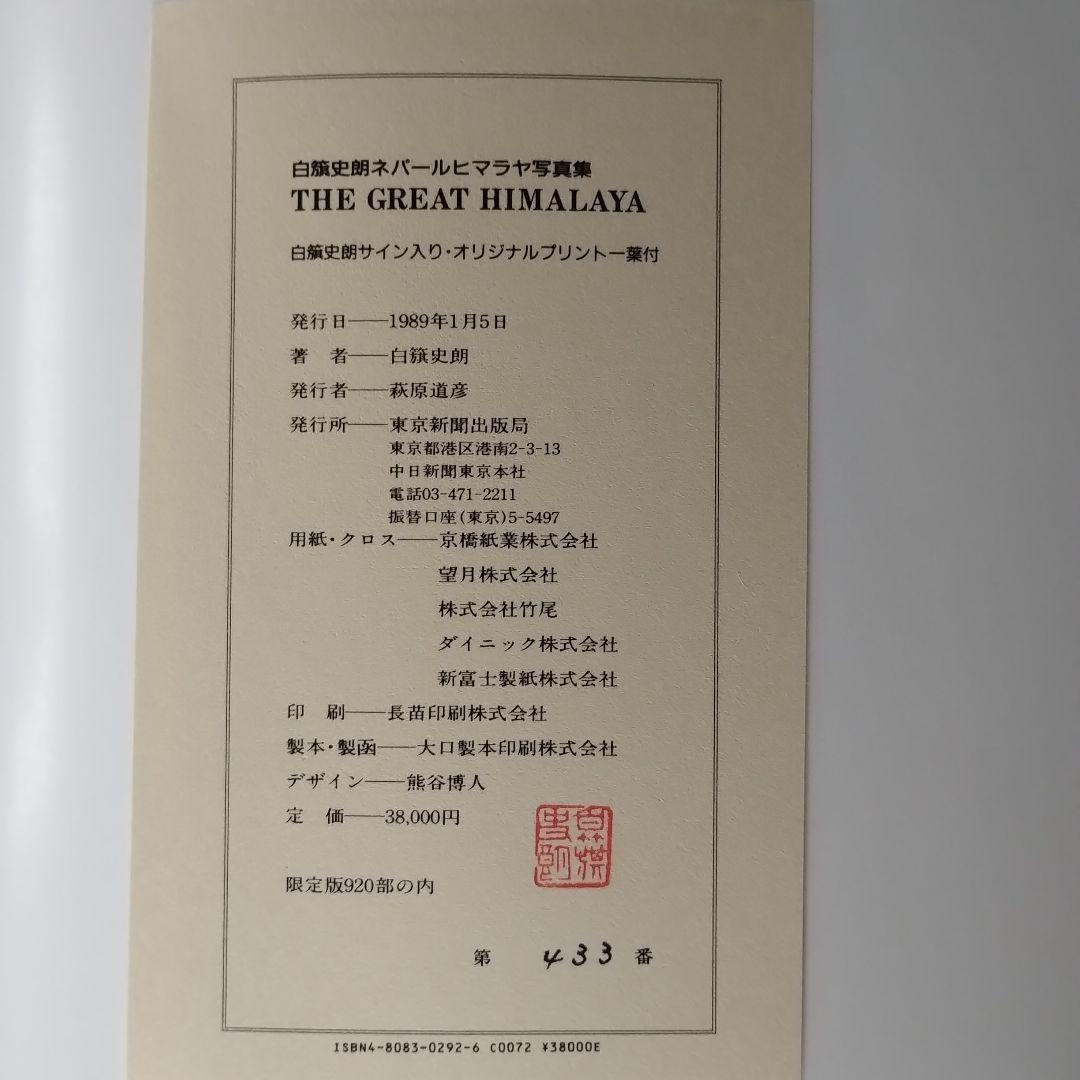 白籏史朗ネパールヒマラヤ写真集
THE GREAT HIMALAYA
白籏史朗サイン入り・オリジナルプリント一葉付
発行日——1989年1月5日
著　者——白籏史朗
発行者——萩原道彦
発行所——東京新聞出版局
東京都港区港南2-3-13
中日新聞東京本社
電話03-471-2211
振替口座(東京)5-5497
用紙・クロス——京橋紙業株式会社
望月株式会社
株式会社竹尾
ダイニック株式会社
新富士製紙株式会社
印　刷——長苗印刷株式会社
製本・製函——大口製本印刷株式会社
デザイン——熊谷博人
定　価——38,000円
限定版920部の内
第　433　番
ISBN4-8083-0292-6 C0072 ¥38000E